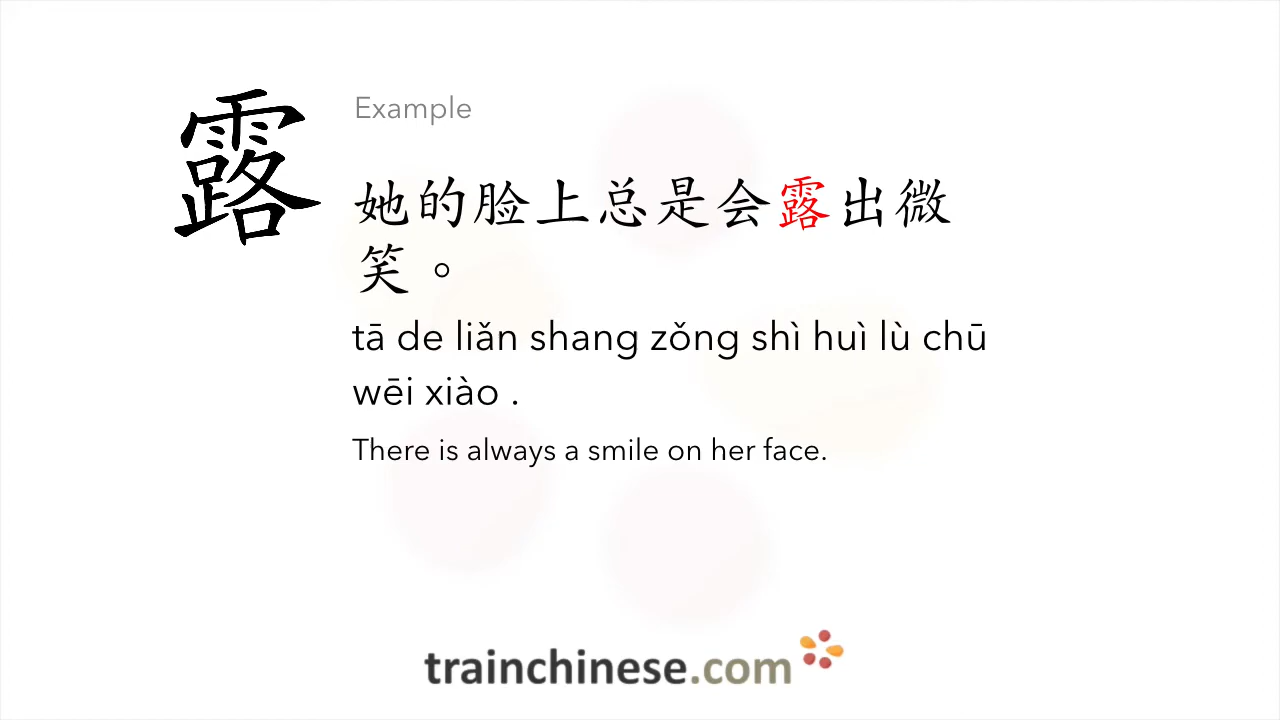 露
Example
她的脸上总是会露出微
笑。
tā de liǎn shang zǒng shì huì lù chū
wēi xiào .
There is always a smile on her face.
trainchinese.com